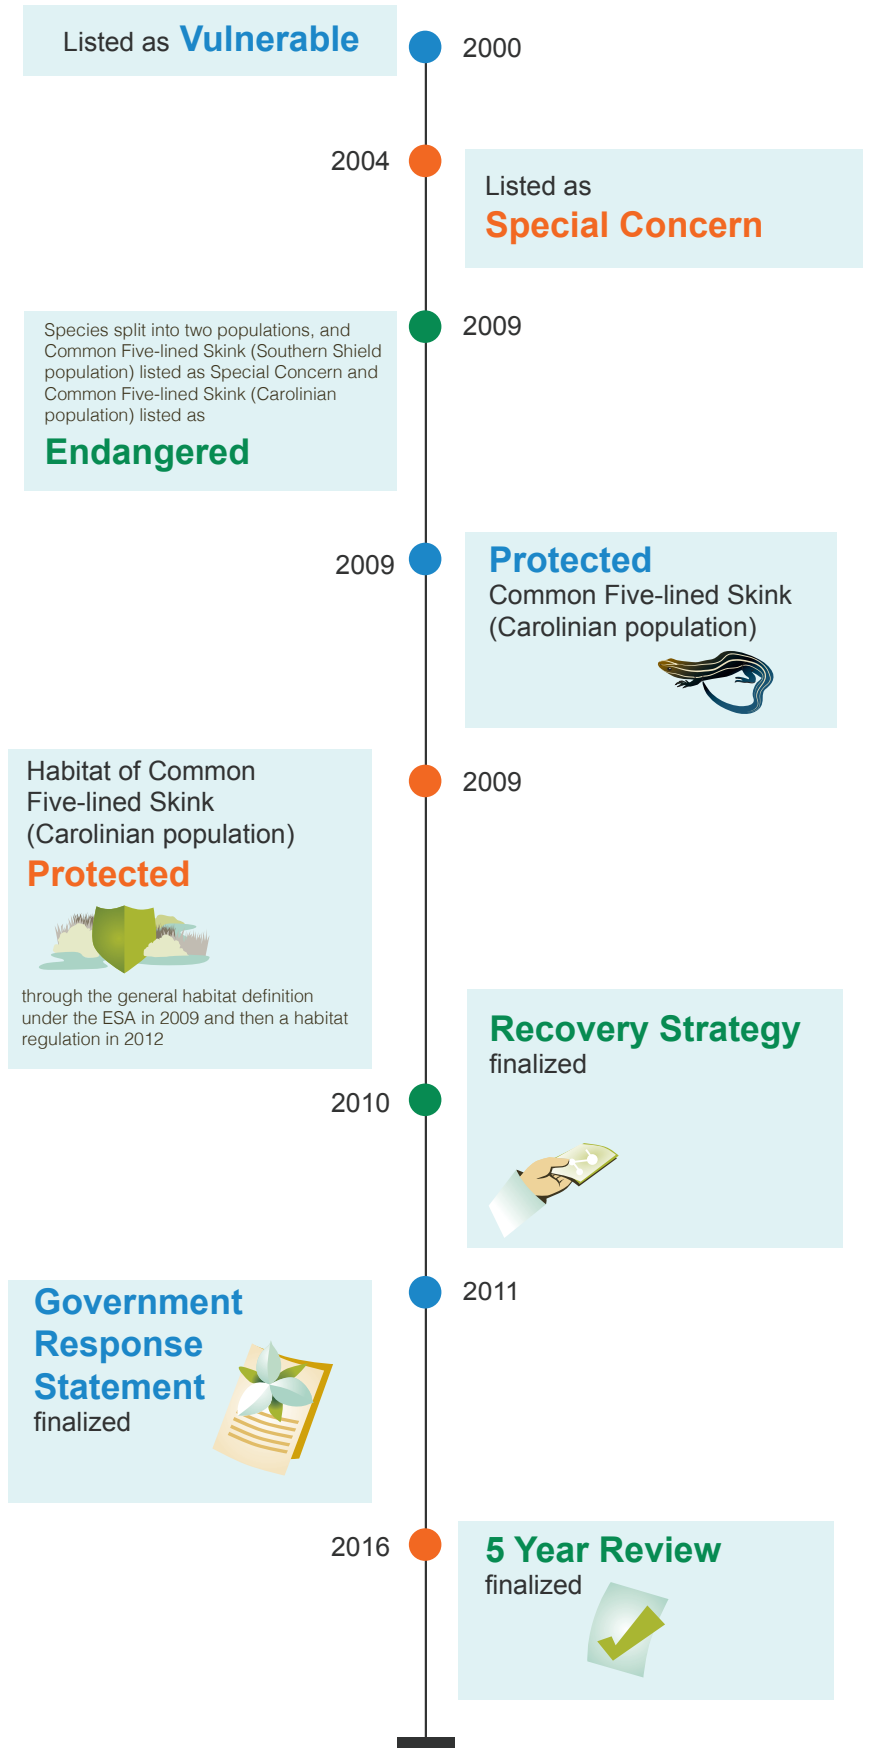 Listed as Vulnerable
2000
2004
Listed as
Special Concern
2009
Species split into two populations, and
Common Five-lined Skink (Southern Shield
population) listed as Special Concern and
Common Five-lined Skink (Carolinian
population) listed as
Endangered
2009
Protected
Common Five-lined Skink
(Carolinian population)
2009
Habitat of Common
Five-lined Skink
(Carolinian population)
Protected
through the general habitat definition
under the ESA in 2009 and then a habitat
regulation in 2012
2010
Recovery Strategy
finalized
2011
Government
Response
Statement
finalized
2016
5 Year Review
finalized